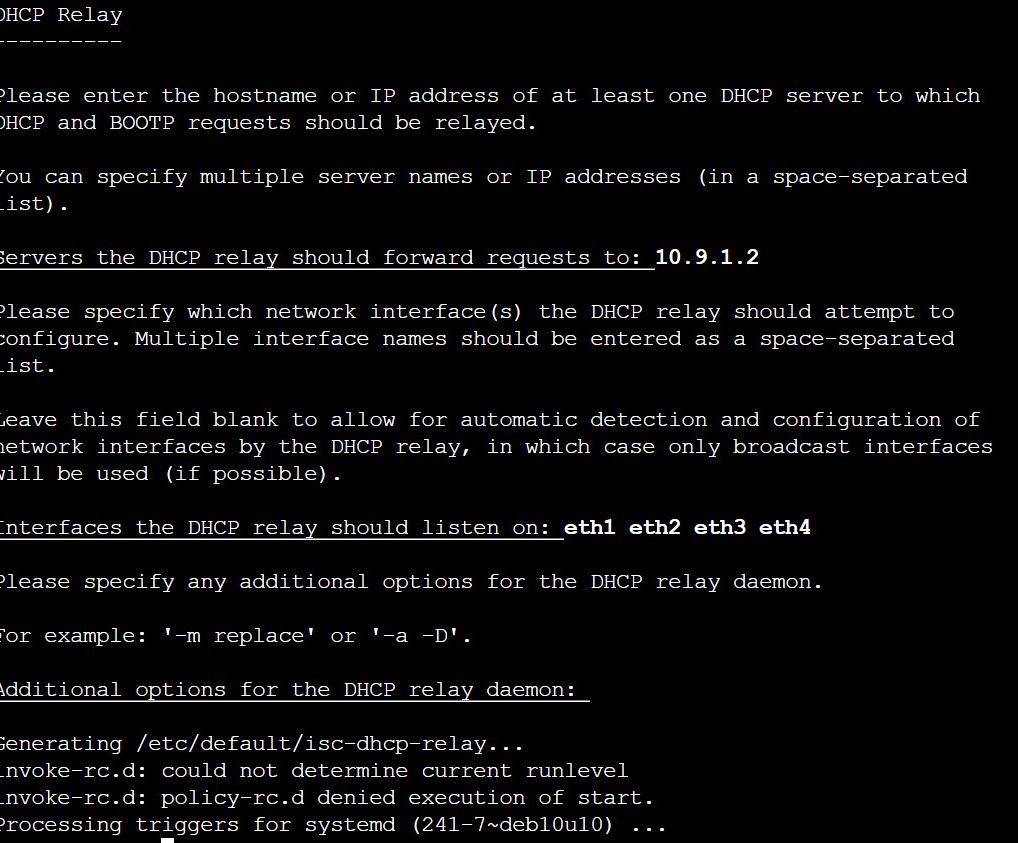 DHCP Relay
----------
Please enter the hostname or IP address of at least one DHCP server to which
DHCP and BOOTP requests should be relayed.
You can specify multiple server names or IP addresses (in a space-separated
list).
Servers the DHCP relay should forward requests to: 10.9.1.2
Please specify which network interface(s) the DHCP relay should attempt to
configure. Multiple interface names should be entered as a space-separated
list.
Leave this field blank to allow for automatic detection and configuration of
network interfaces by the DHCP relay, in which case only broadcast interfaces
will be used (if possible).
Interfaces the DHCP relay should listen on: eth1 eth2 eth3 eth4
Please specify any additional options for the DHCP relay daemon.
For example: '-m replace' or '-a -D'.
Additional options for the DHCP relay daemon:
Generating /etc/default/isc-dhcp-relay...
invoke-rc.d: could not determine current runlevel
invoke-rc.d: policy-rc.d denied execution of start.
Processing triggers for systemd (241-7~deb10u10) ...